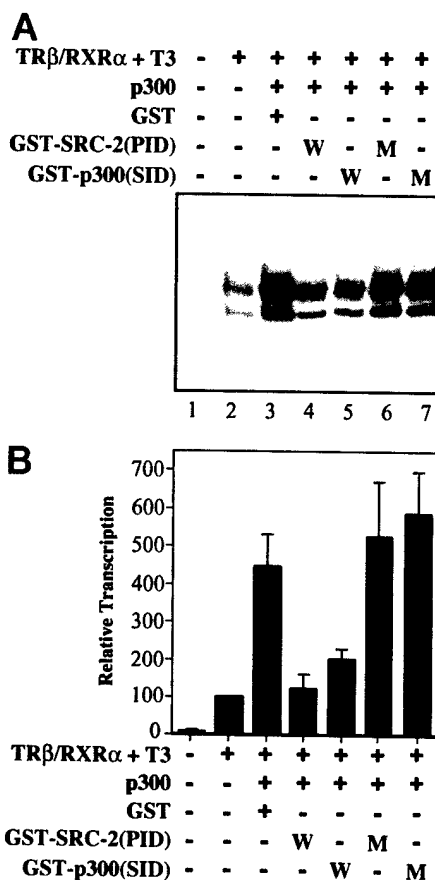 A
TRβ/RXRα + T3 - + + + + + +
p300 - - + + + + +
GST - - + - - - -
GST-SRC-2(PID) - - - W - M -
GST-p300(SID) - - - - W - M
1 2 3 4 5 6 7
B
Relative Transcription
700
600
500
400
300
200
100
0
TRβ/RXRα + T3 - + + + + + +
p300 - - + + + + +
GST - - + - - - -
GST-SRC-2(PID) - - - W - M -
GST-p300(SID) - - - - W - M